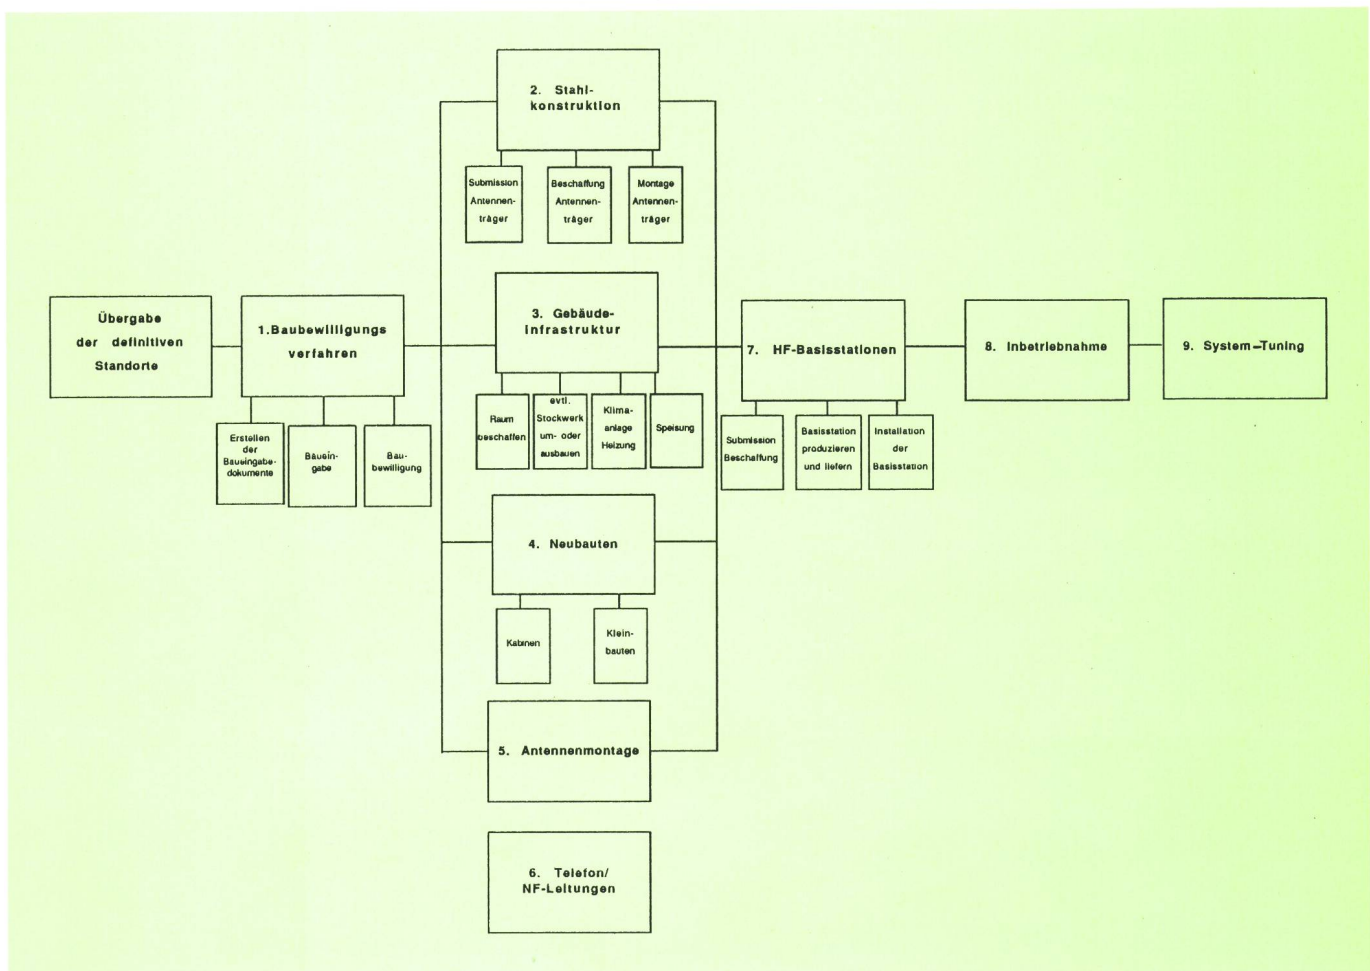 Übergabe
der definitiven
Standorte
1.Baubewilligungs
verfahren
Erstellen
der
Baueingabe-
dokumente
Baueín-
gabe
Bau-
bewilligung
2. Stahl-
konstruktion
Submission
Antennen-
träger
Beschaffung
Antennen-
träger
Montage
Antennen-
träger
3. Gebäude-
infrastruktur
Raum
beschaffen
evtl.
Stockwerk
um- oder
ausbauen
Klima-
anlage
Heizung
Speisung
4. Neubauten
Kabinen
Klein-
bauten
5. Antennenmontage
6. Telefon/
NF-Leitungen
7. HF-Basisstationen
Submission
Beschaffung
Basisstation
produzieren
und liefern
Installation
der
Basisstation
8. Inbetriebnahme
9. System-Tuning